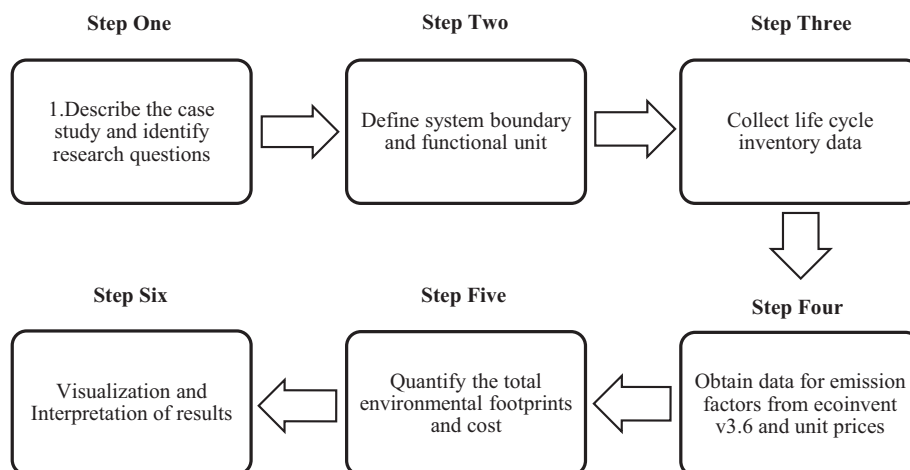 Step One
1.Describe the case
study and identify
research questions
Step Two
Define system boundary
and functional unit
Step Three
Collect life cycle
inventory data
Step Four
Obtain data for emission
factors from ecoinvent
v3.6 and unit prices
Step Five
Quantify the total
environmental footprints
and cost
Step Six
Visualization and
Interpretation of results